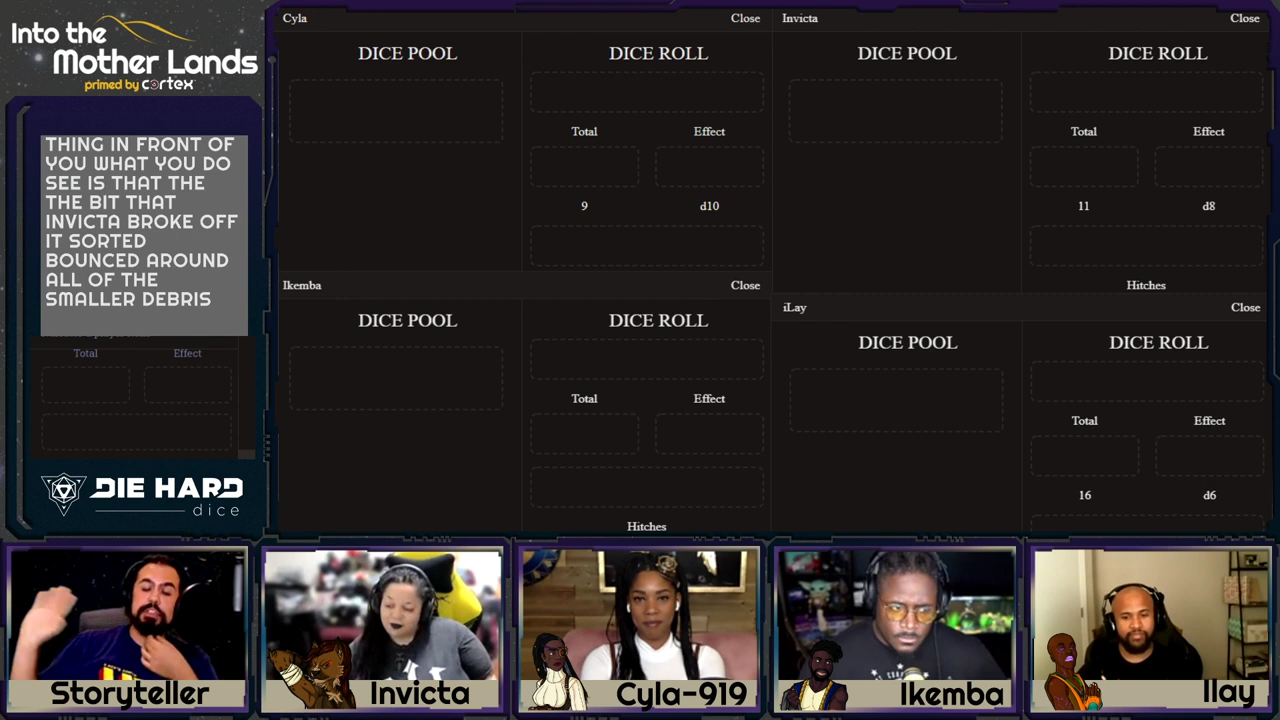 Into the
Mother Lands
primed by cortex
THING IN FRONT OF
YOU WHAT YOU DO
SEE IS THAT THE
THE BIT THAT
INVICTA BROKE OFF
IT SORTED
BOUNCED AROUND
ALL OF THE
SMALLER DEBRIS
Total Effect
DIE HARD
dice
Cyla Close
DICE POOL DICE ROLL
Total Effect
9 d10
Invicta Close
DICE POOL DICE ROLL
Total Effect
11 d8
Hitches
Ikemba Close
DICE POOL DICE ROLL
Total Effect
Hitches
iLay Close
DICE POOL DICE ROLL
Total Effect
16 d6
Storyteller
Invicta
Cyla-919
Ikemba
Ilay